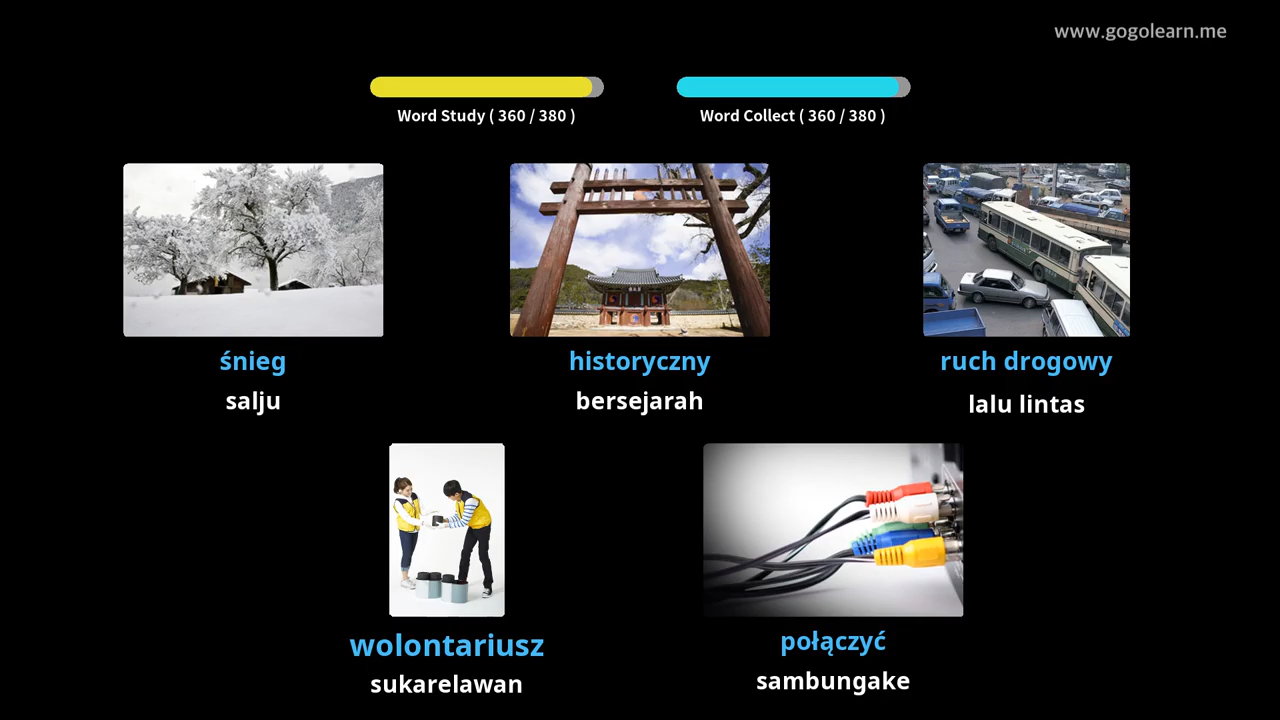 www.gogolearn.me
Word Study ( 360 / 380 )
Word Collect ( 360 / 380 )
śnieg
salju
historyczny
bersejarah
ruch drogowy
lalu lintas
wolontariusz
sukarelawan
połączyć
sambungake